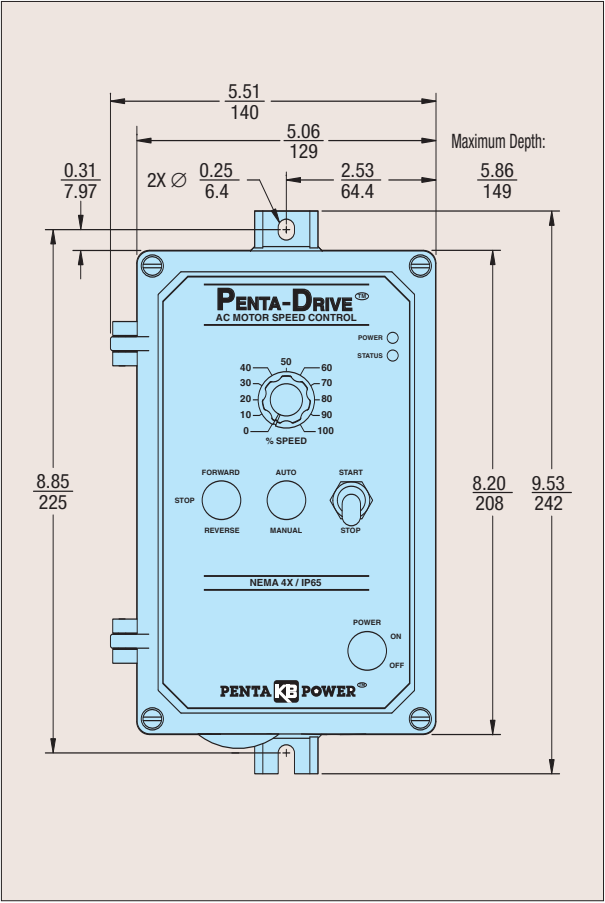 5.51
140
5.06
129
Maximum Depth:
0.31
7.97
2X ∅ 0.25
6.4
2.53
64.4
5.86
149
PENTA-DRIVE TM
AC MOTOR SPEED CONTROL
POWER
STATUS
50
40 60
30 70
20 80
10 90
0 100
% SPEED
FORWARD AUTO START
STOP
REVERSE MANUAL STOP
8.85
225
8.20
208
9.53
242
NEMA 4X / IP65
POWER
ON
OFF
PENTA KB POWER TM